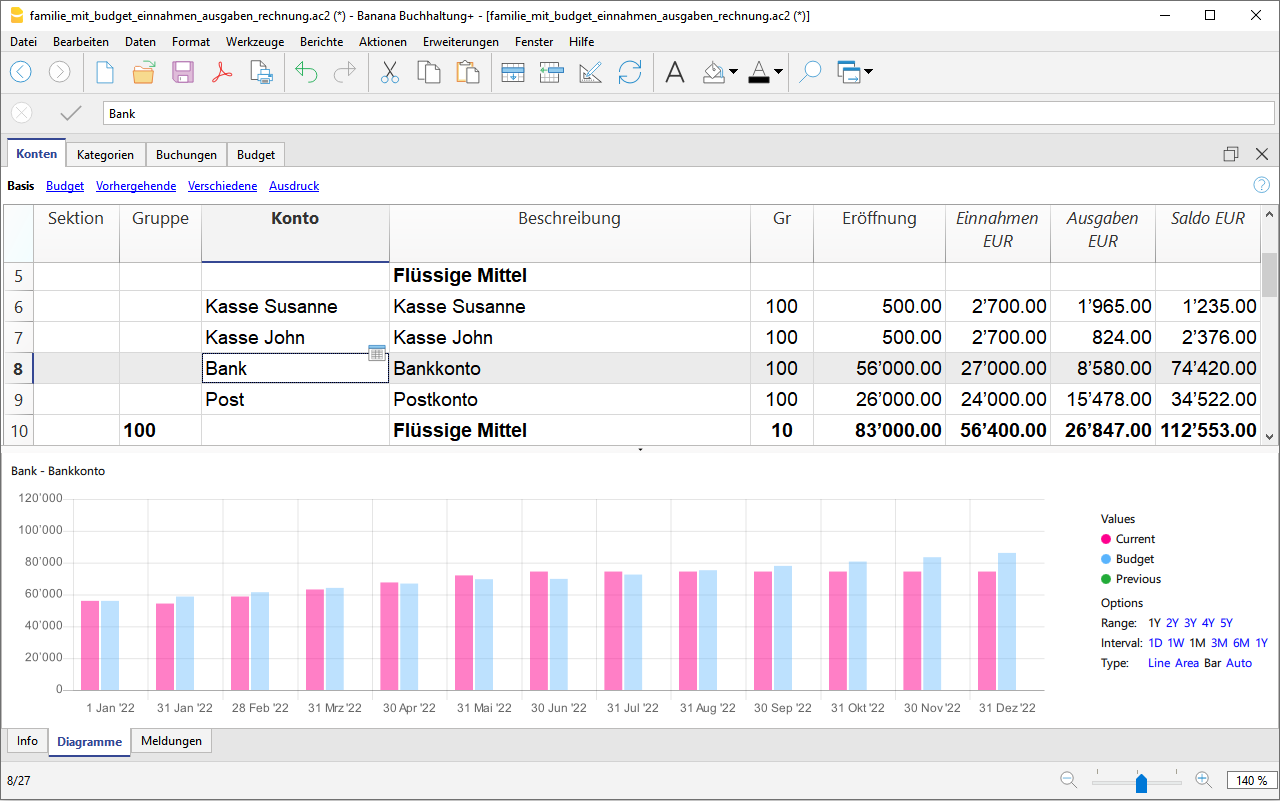 familie_mit_budget_einnahmen_ausgaben_rechnung.ac2 (*) - Banana Buchhaltung+ - [familie_mit_budget_einnahmen_ausgaben_rechnung.ac2 (*)]
Datei Bearbeiten Daten Format Werkzeuge Berichte Aktionen Erweiterungen Fenster Hilfe
Bank
Konten Kategorien Buchungen Budget
Basis Budget Vorhergehende Verschiedene Ausdruck
Sektion Gruppe Konto Beschreibung Gr Eröffnung Einnahmen EUR Ausgaben EUR Saldo EUR
5 Flüssige Mittel
6 Kasse Susanne Kasse Susanne 100 500.00 2’700.00 1’965.00 1’235.00
7 Kasse John Kasse John 100 500.00 2’700.00 824.00 2’376.00
8 Bank Bankkonto 100 56’000.00 27’000.00 8’580.00 74’420.00
9 Post Postkonto 100 26’000.00 24’000.00 15’478.00 34’522.00
10 100 Flüssige Mittel 10 83’000.00 56’400.00 26’847.00 112’553.00
Bank - Bankkonto
120’000
100’000
80’000
60’000
40’000
20’000
0
1 Jan '22 31 Jan '22 28 Feb '22 31 Mrz '22 30 Apr '22 31 Mai '22 30 Jun '22 31 Jul '22 31 Aug '22 30 Sep '22 31 Okt '22 30 Nov '22 31 Dez '22
Values
Current
Budget
Previous
Options
Range: 1Y 2Y 3Y 4Y 5Y
Interval: 1D 1W 1M 3M 6M 1Y
Type: Line Area Bar Auto
Info Diagramme Meldungen
8/27 140 %